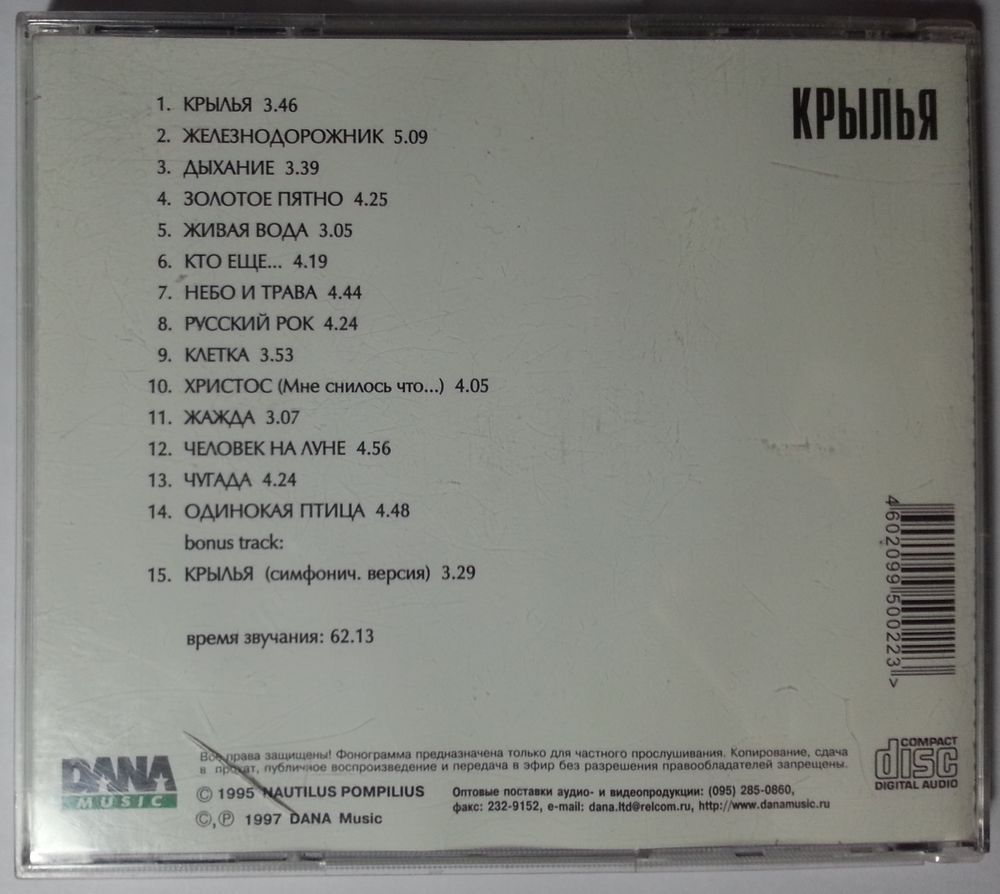 КРЫЛЬЯ
1. КРЫЛЬЯ 3.46
2. ЖЕЛЕЗНОДОРОЖНИК 5.09
3. ДЫХАНИЕ 3.39
4. ЗОЛОТОЕ ПЯТНО 4.25
5. ЖИВАЯ ВОДА 3.05
6. КТО ЕЩЕ... 4.19
7. НЕБО И ТРАВА 4.44
8. РУССКИЙ РОК 4.24
9. КЛЕТКА 3.53
10. ХРИСТОС (Мне снилось что...) 4.05
11. ЖАЖДА 3.07
12. ЧЕЛОВЕК НА ЛУНЕ 4.56
13. ЧУГАДА 4.24
14. ОДИНОКАЯ ПТИЦА 4.48
bonus track:
15. КРЫЛЬЯ (симфонич. версия) 3.29
время звучания: 62.13
4 602099 500223 >
DANA
MUSIC
Все права защищены! Фонограмма предназначена только для частного прослушивания. Копирование, сдача
в прокат, публичное воспроизведение и передача в эфир без разрешения правообладателей запрещены.
© 1995 NAUTILUS POMPILIUS
©,℗ 1997 DANA Music
Оптовые поставки аудио- и видеопродукции: (095) 285-0860,
факс: 232-9152, e-mail: dana.ltd@relcom.ru, http://www.danamusic.ru
COMPACT
disc
DIGITAL AUDIO